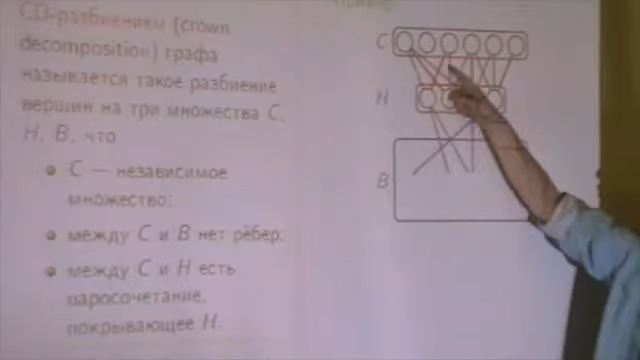 CD-разбиением (crown
decomposition) графа
называется такое разбиение
вершин на три множества C,
H, B, что
C — независимое
множество;
между C и B нет рёбер;
между C и H есть
паросочетание,
покрывающее H.
Пример
C
H
B